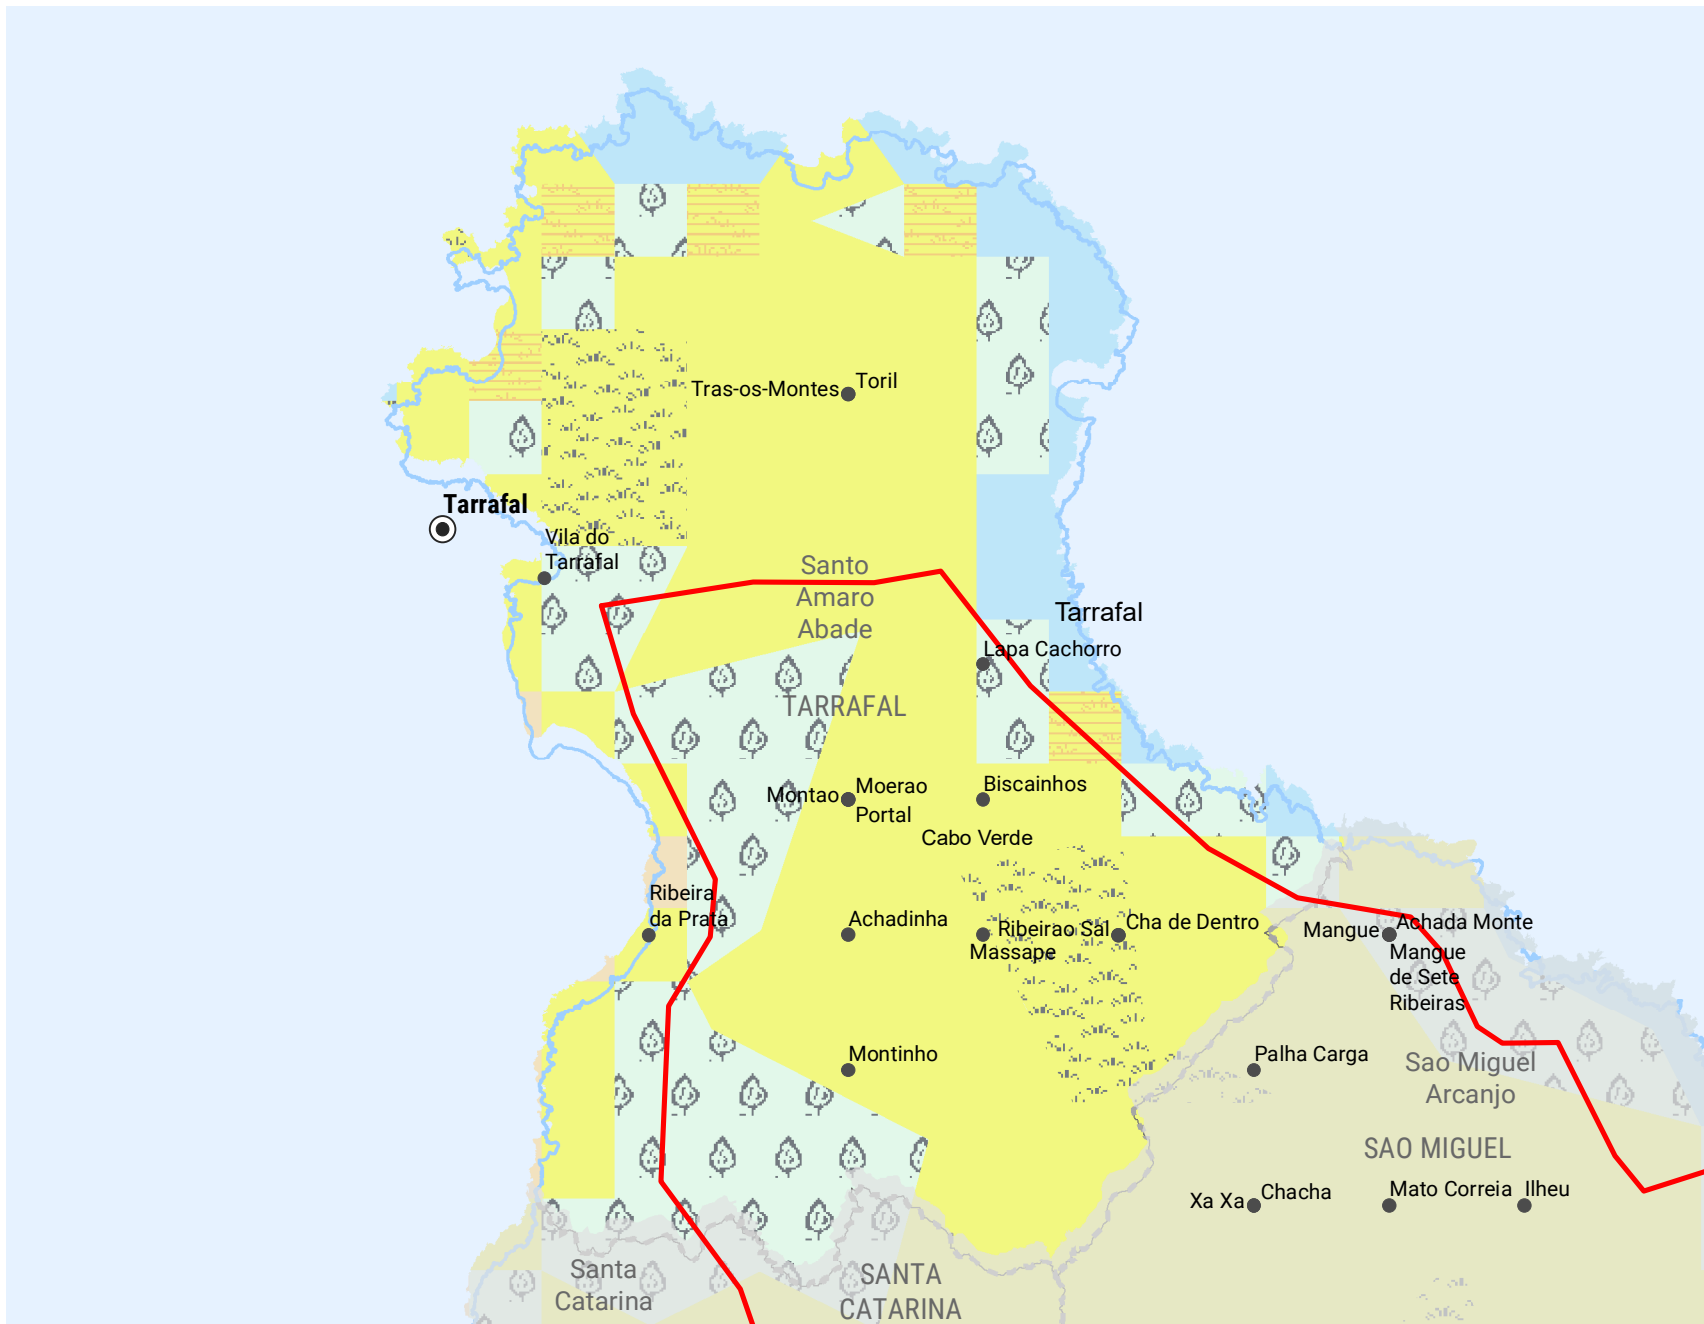 Tras-os-Montes
Toril
Tarrafal
Vila do
Tarrafal
Santo
Amaro
Abade
Tarrafal
Lapa Cachorro
TARRAFAL
Montao
Moerao
Portal
Biscainhos
Cabo Verde
Ribeira
da Prata
Achadinha
Ribeirao Sal
Massape
Cha de Dentro
Mangue
Achada Monte
Mangue
de Sete
Ribeiras
Montinho
Palha Carga
Sao Miguel
Arcanjo
SAO MIGUEL
Xa Xa
Chacha
Mato Correia
Ilheu
Santa
Catarina
SANTA
CATARINA